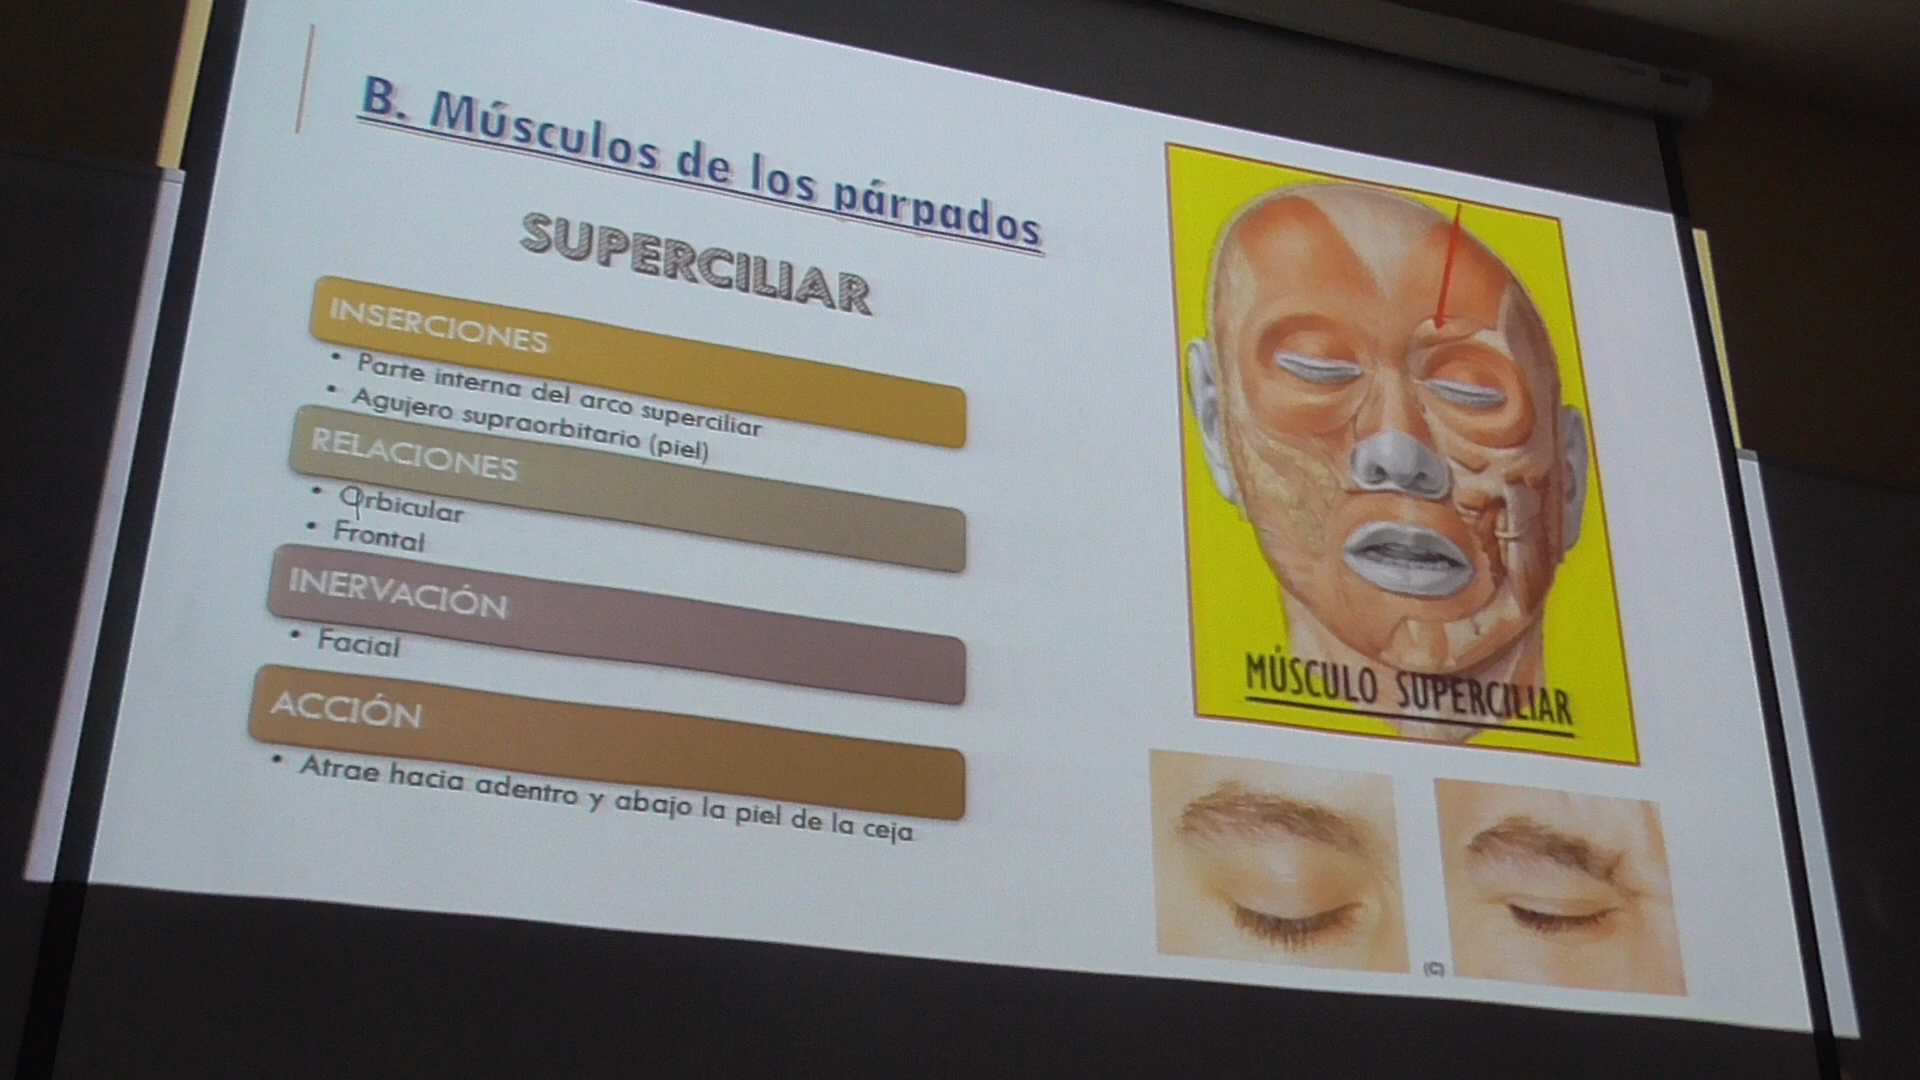 B. Músculos de los párpados
SUPERCILIAR
INSERCIONES
• Parte interna del arco superciliar
• Agujero supraorbitario (piel)
RELACIONES
• Orbicular
• Frontal
INERVACIÓN
• Facial
ACCIÓN
• Atrae hacia adentro y abajo la piel de la ceja
MÚSCULO SUPERCILIAR
(C)